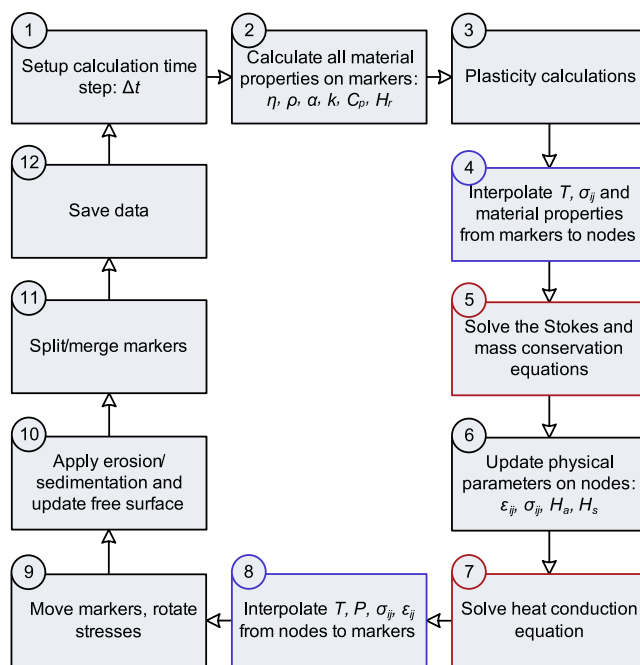 1
Setup calculation time
step: Δt
2
Calculate all material
properties on markers:
η, ρ, α, k, Cₚ, Hᵣ
3
Plasticity calculations
4
Interpolate T, σᵢⱼ and
material properties
from markers to nodes
5
Solve the Stokes and
mass conservation
equations
6
Update physical
parameters on nodes:
εᵢⱼ, σᵢⱼ, Hₐ, Hₛ
7
Solve heat conduction
equation
8
Interpolate T, P, σᵢⱼ, εᵢⱼ
from nodes to markers
9
Move markers, rotate
stresses
10
Apply erosion/
sedimentation and
update free surface
11
Split/merge markers
12
Save data